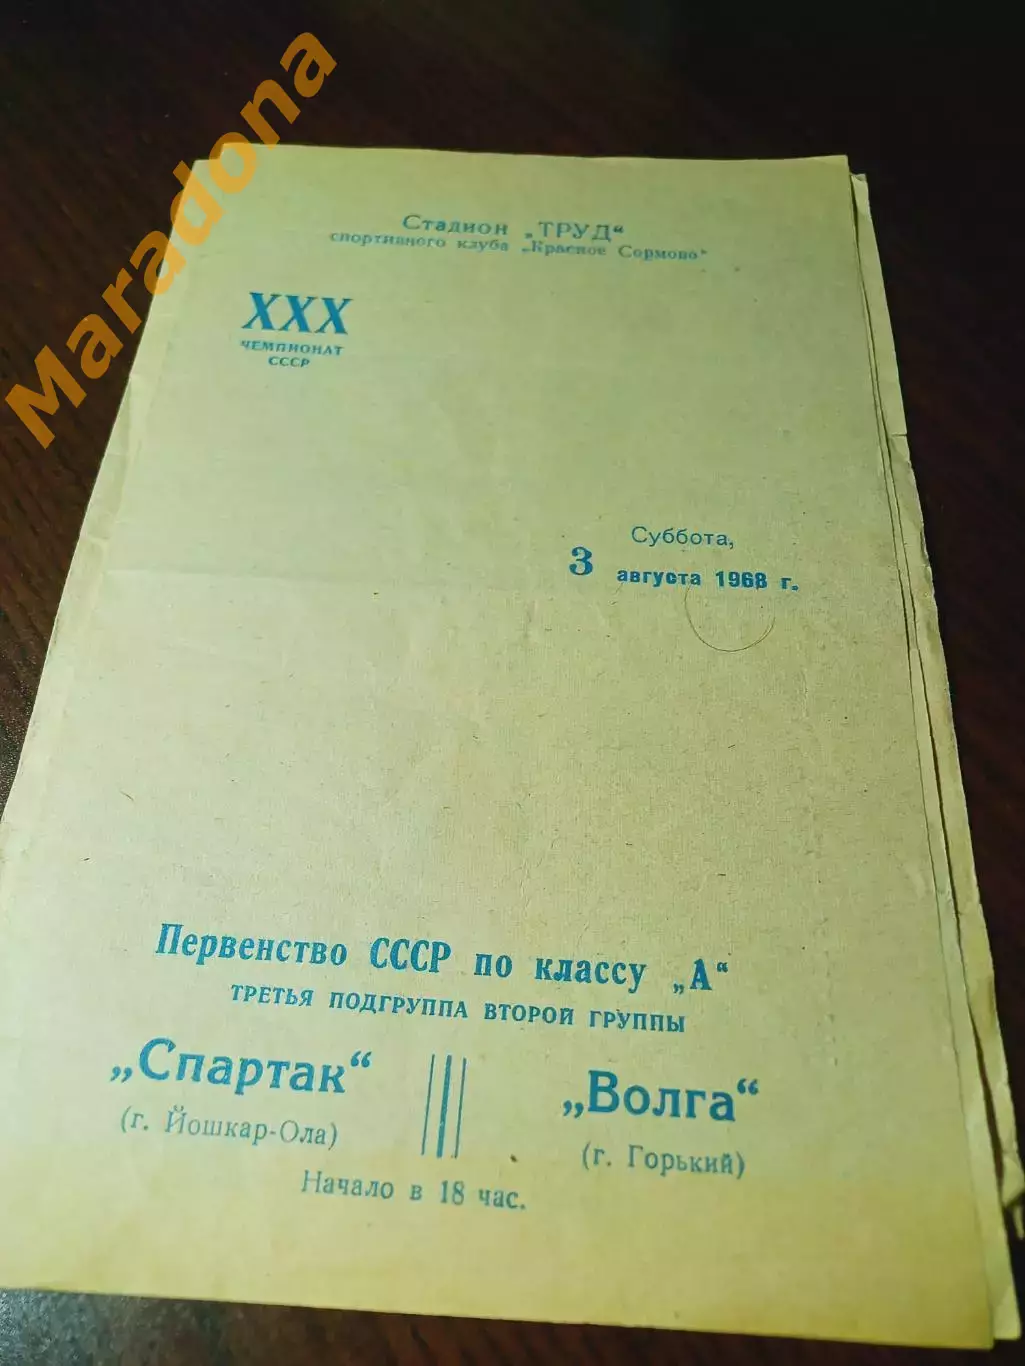 Maradona
Стадион „ТРУД“
спортивного клуба „Красное Сормово“
XXX
ЧЕМПИОНАТ
СССР
Суббота,
3 августа 1968 г.
Первенство СССР по классу „А“
ТРЕТЬЯ ПОДГРУППА ВТОРОЙ ГРУППЫ
„Спартак“ „Волга“
(г. Йошкар-Ола) (г. Горький)
Начало в 18 час.